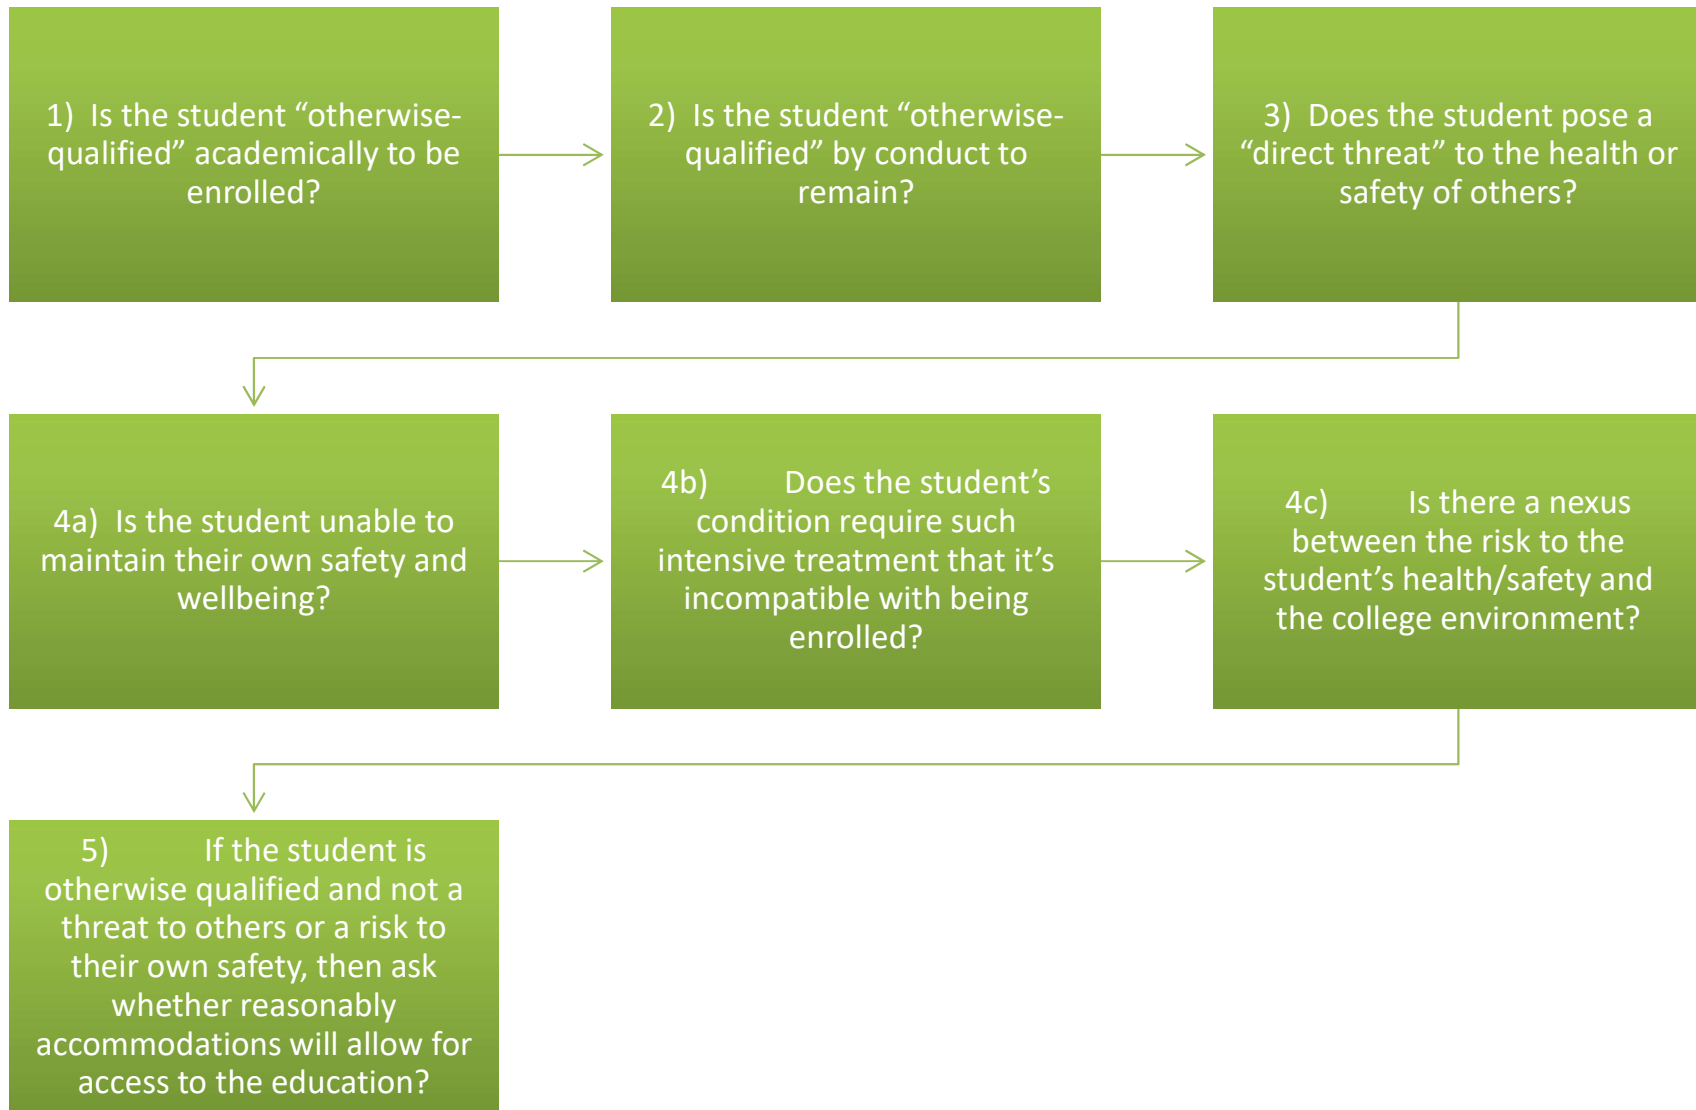 1) Is the student “otherwise-
qualified” academically to be
enrolled?
2) Is the student “otherwise-
qualified” by conduct to
remain?
3) Does the student pose a
“direct threat” to the health or
safety of others?
4a) Is the student unable to
maintain their own safety and
wellbeing?
4b) Does the student’s
condition require such
intensive treatment that it’s
incompatible with being
enrolled?
4c) Is there a nexus
between the risk to the
student’s health/safety and
the college environment?
5) If the student is
otherwise qualified and not a
threat to others or a risk to
their own safety, then ask
whether reasonably
accommodations will allow for
access to the education?